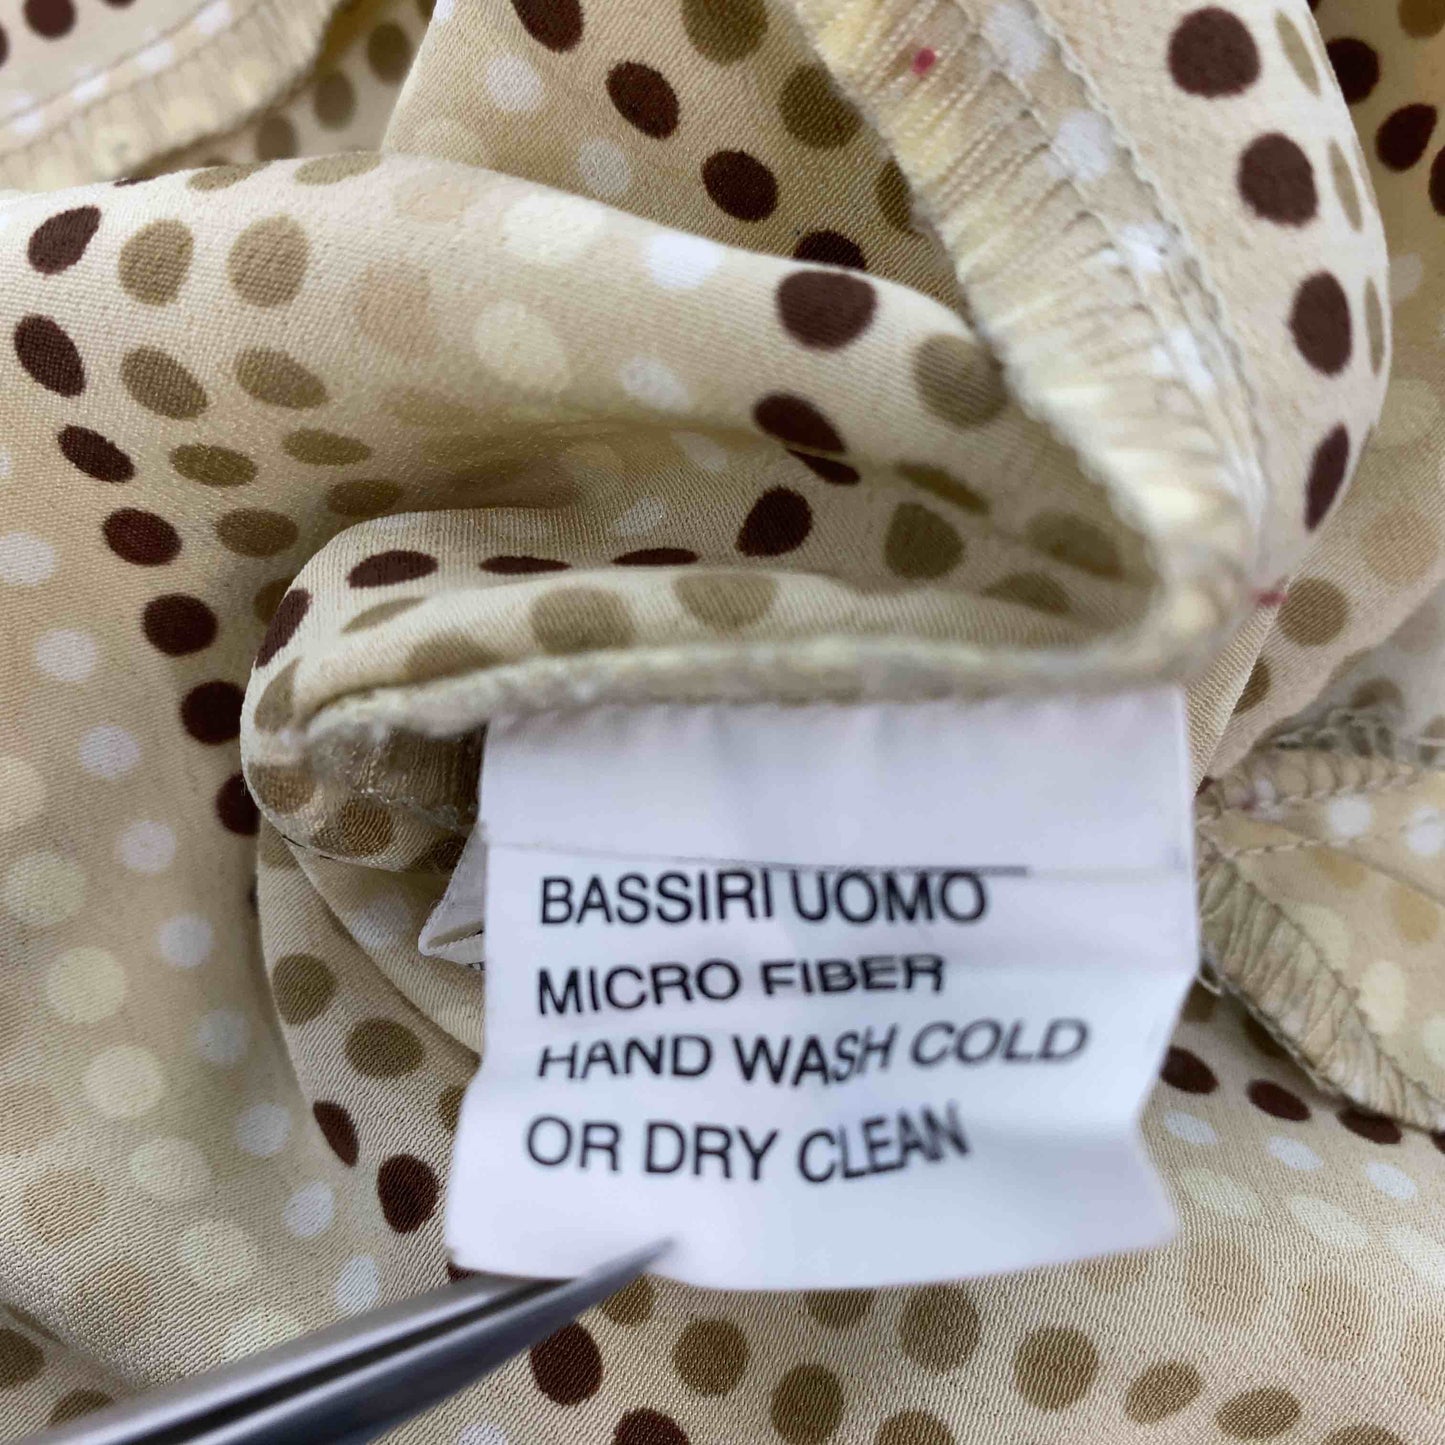 BASSIRI UOMO
MICRO FIBER
HAND WASH COLD
OR DRY CLEAN